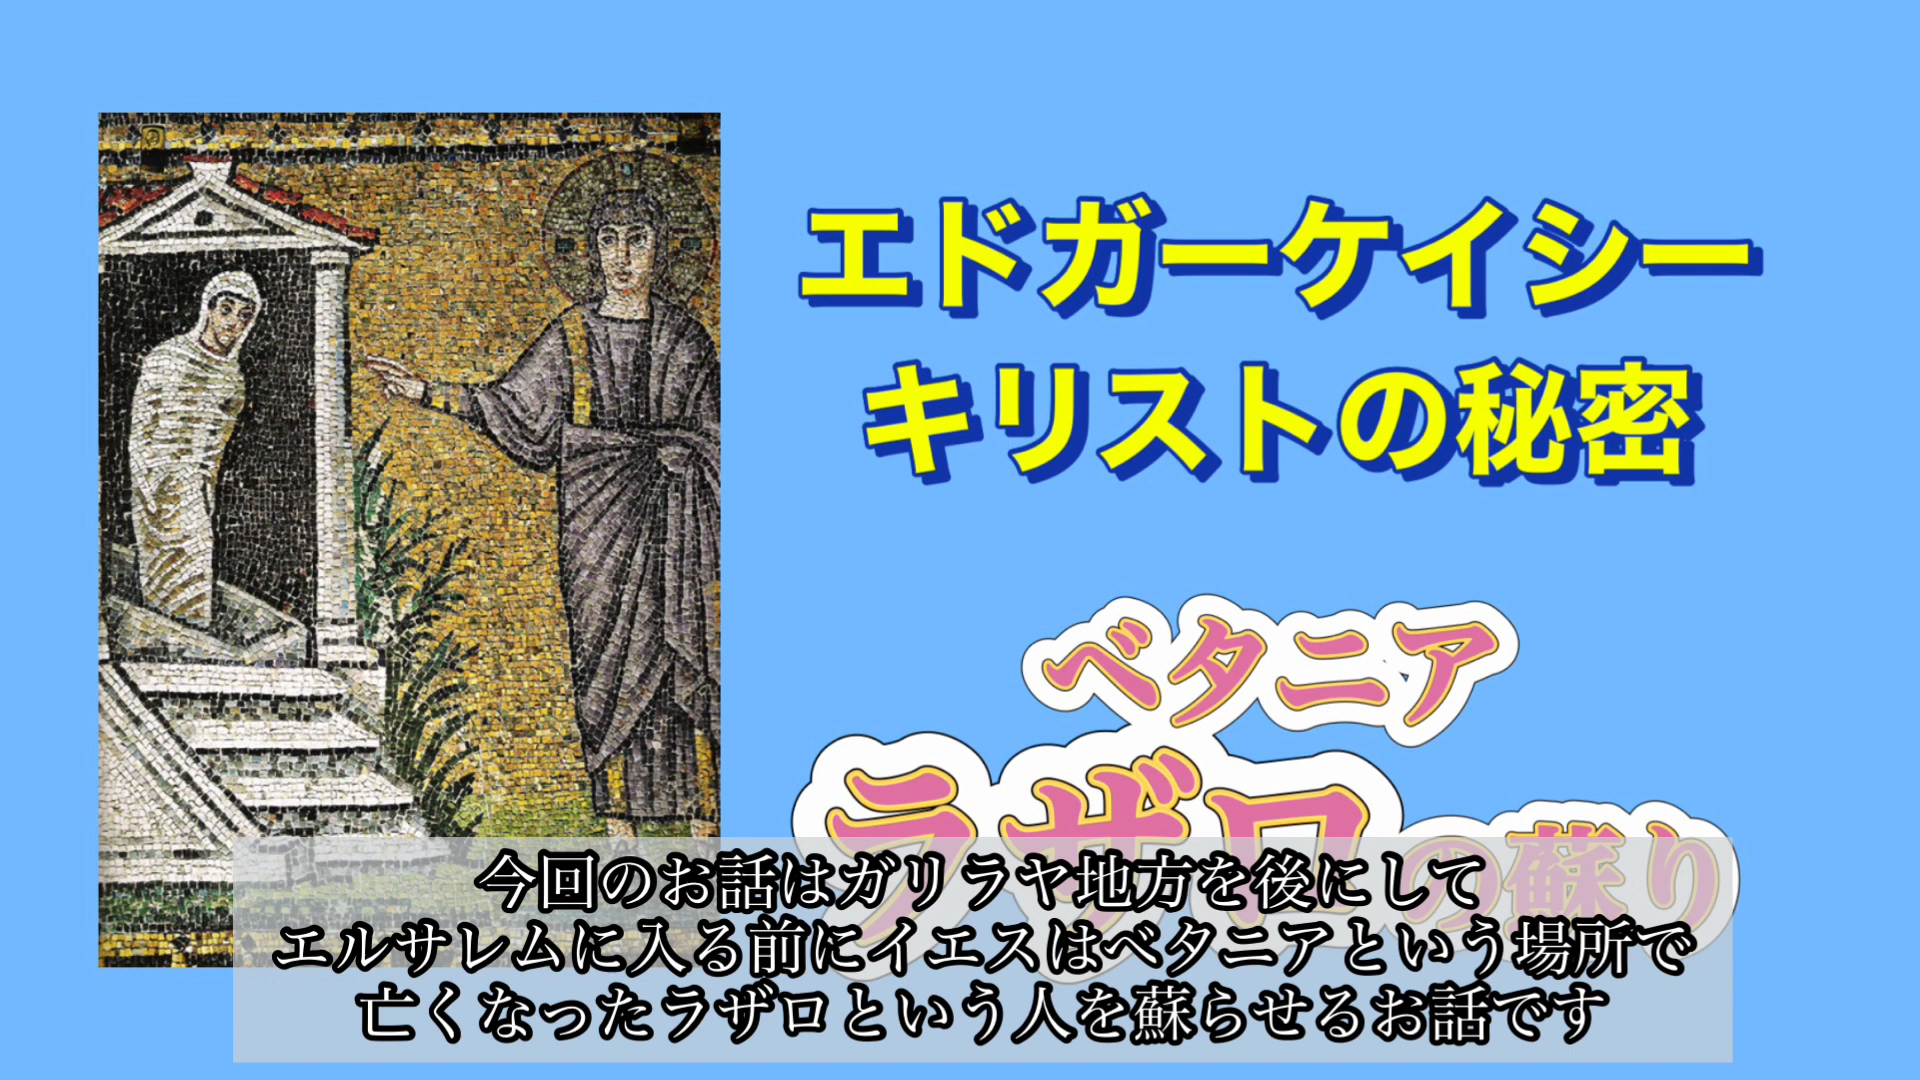 エドガーケイシー
キリストの秘密
ベタニア
ラザロの蘇り
今回のお話はガリラヤ地方を後にして
エルサレムに入る前にイエスはベタニアという場所で
亡くなったラザロという人を蘇らせるお話です